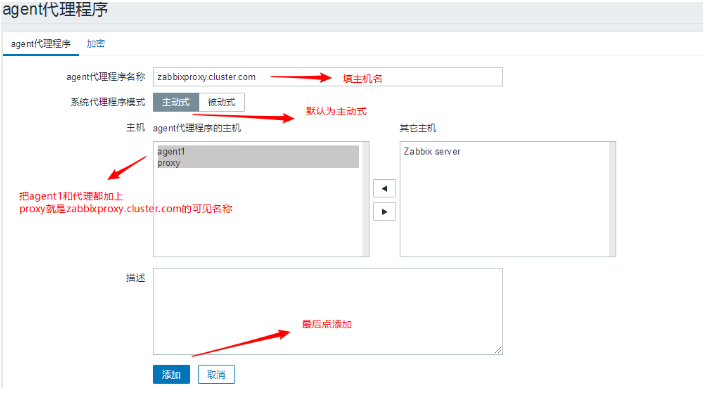 agent代理程序
agent代理程序 加密
agent代理程序名称 zabbixproxy.cluster.com 填主机名
系统代理程序模式 主动式 被动式
默认为主动式
主机 agent代理程序的主机 其它主机
agent1 Zabbix server
proxy
把agent1和代理都加上
proxy就是zabbixproxy.cluster.com的可见名称
描述
最后点添加
添加 取消